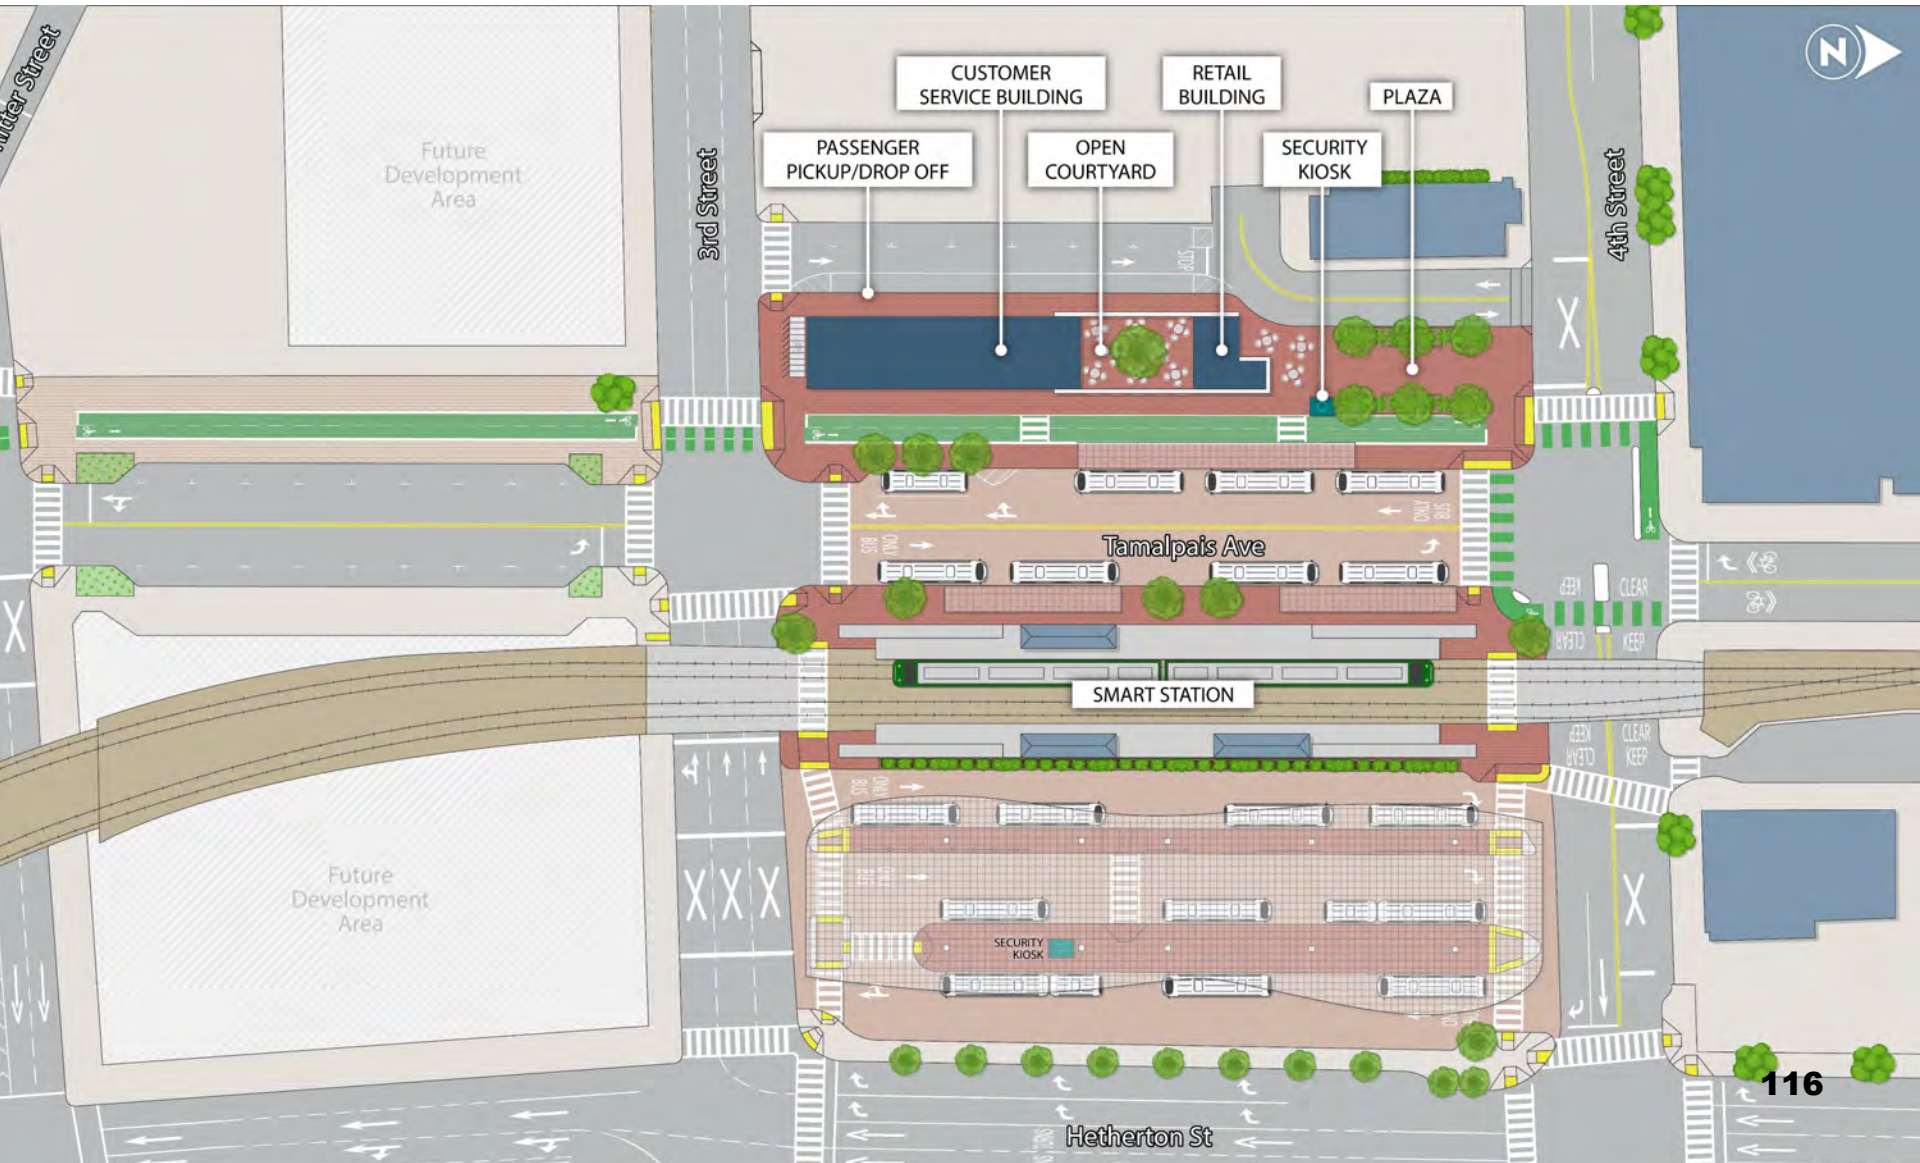 CUSTOMER
SERVICE BUILDING
RETAIL
BUILDING
PLAZA
N
PASSENGER
PICKUP/DROP OFF
OPEN
COURTYARD
SECURITY
KIOSK
Future
Development
Area
3rd Street
4th Street
STOP
ONLY
BUS
Tamalpais Ave
BUS
ONLY
KEEP
CLEAR
CLEAR
KEEP
SMART STATION
KEEP
CLEAR
CLEAR
KEEP
BUS
ONLY
Future
Development
Area
SECURITY
KIOSK
116
Hetherton St